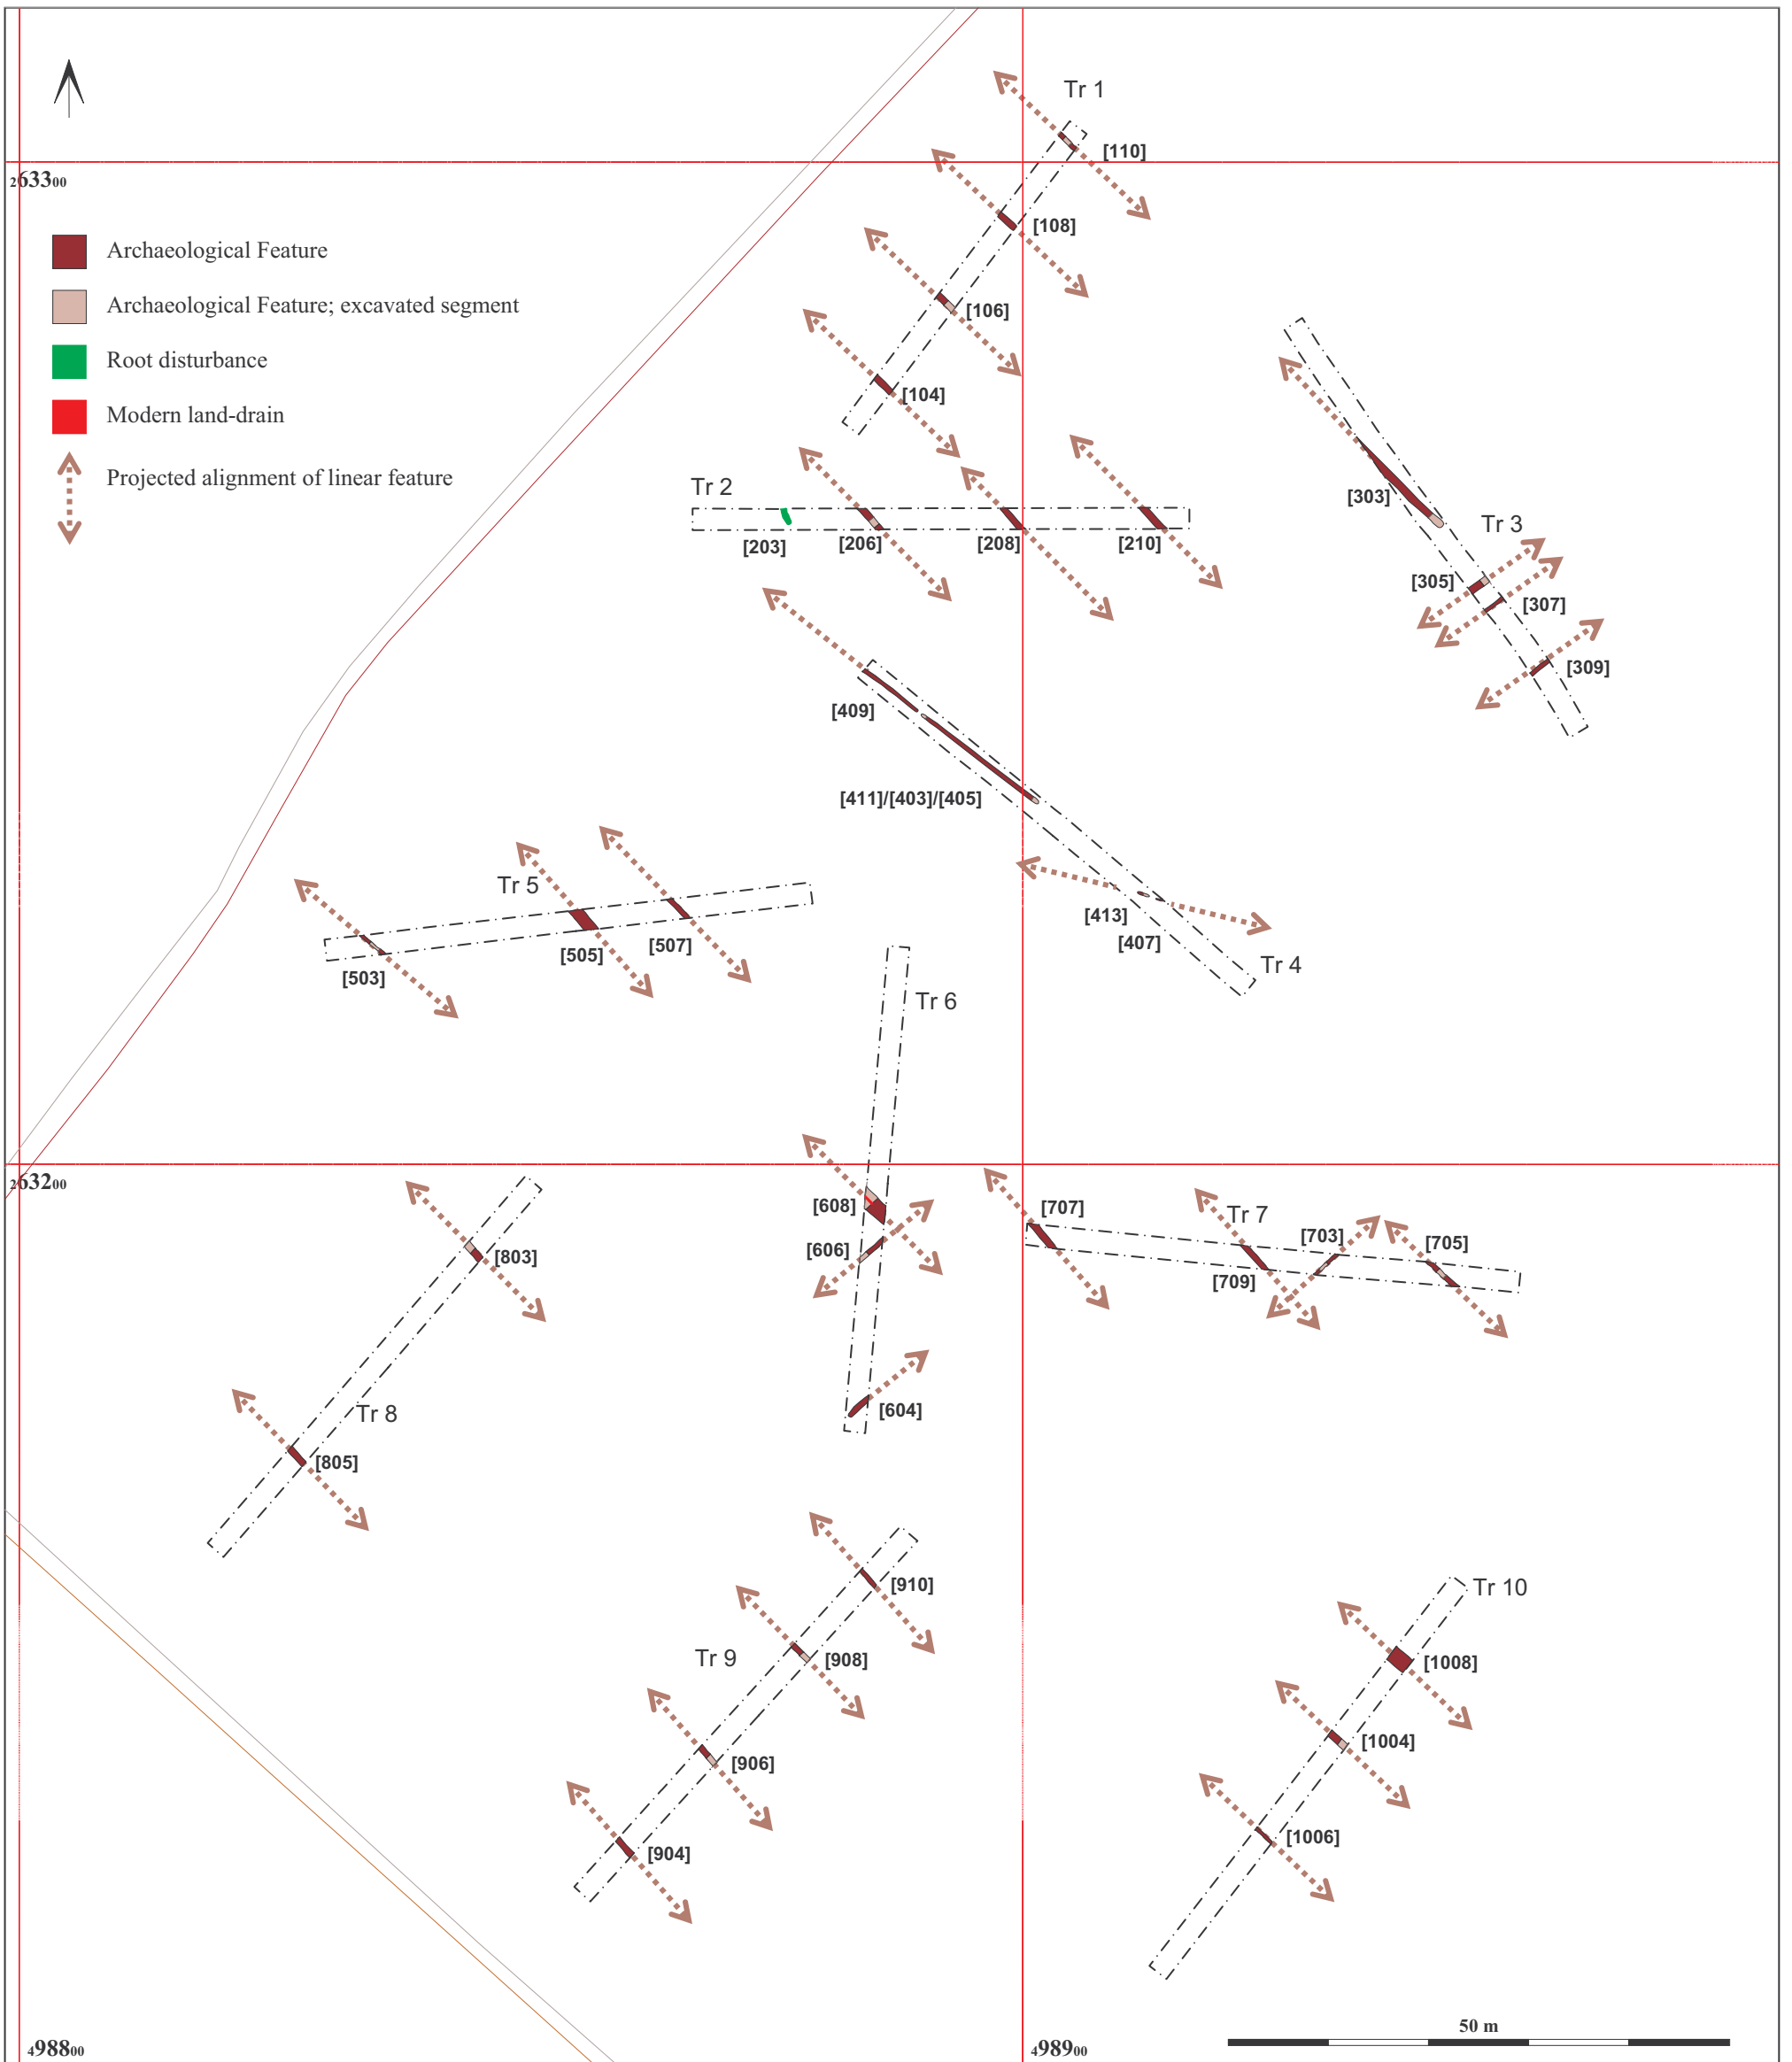 Tr 1
[110]
263300
[108]
Archaeological Feature
Archaeological Feature; excavated segment
[106]
Root disturbance
[104]
Modern land-drain
Projected alignment of linear feature
Tr 2
[303]
Tr 3
[203]
[206]
[208]
[210]
[305]
[307]
[309]
[409]
[411]/[403]/[405]
Tr 5
[413]
[407]
[505]
[507]
[503]
Tr 4
Tr 6
263200
[608]
[707]
Tr 7
[703]
[705]
[606]
[803]
[709]
Tr 8
[604]
[805]
[910]
Tr 10
Tr 9
[908]
[1008]
[906]
[1004]
[1006]
[904]
50 m
498800
498900